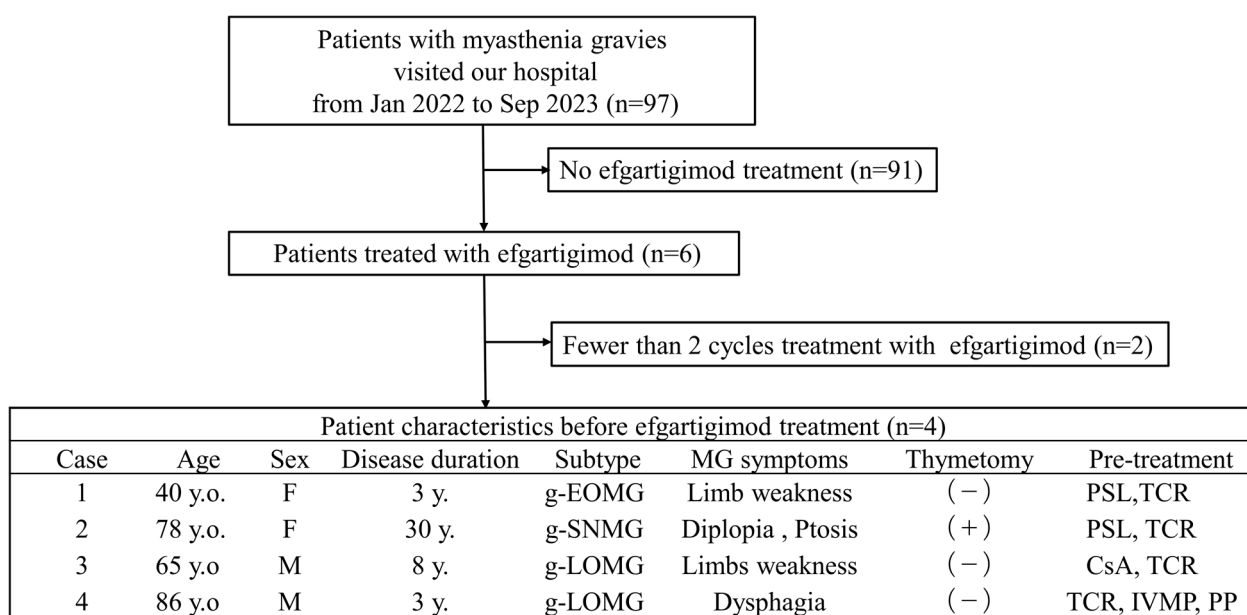 Patients with myasthenia gravies
visited our hospital
from Jan 2022 to Sep 2023 (n=97)
No efgartigimod treatment (n=91)
Patients treated with efgartigimod (n=6)
Fewer than 2 cycles treatment with efgartigimod (n=2)
Patient characteristics before efgartigimod treatment (n=4)
Case Age Sex Disease duration Subtype MG symptoms Thymetomy Pre-treatment
1 40 y.o. F 3 y. g-EOMG Limb weakness (−) PSL,TCR
2 78 y.o. F 30 y. g-SNMG Diplopia , Ptosis (+) PSL, TCR
3 65 y.o M 8 y. g-LOMG Limbs weakness (−) CsA, TCR
4 86 y.o M 3 y. g-LOMG Dysphagia (−) TCR, IVMP, PP